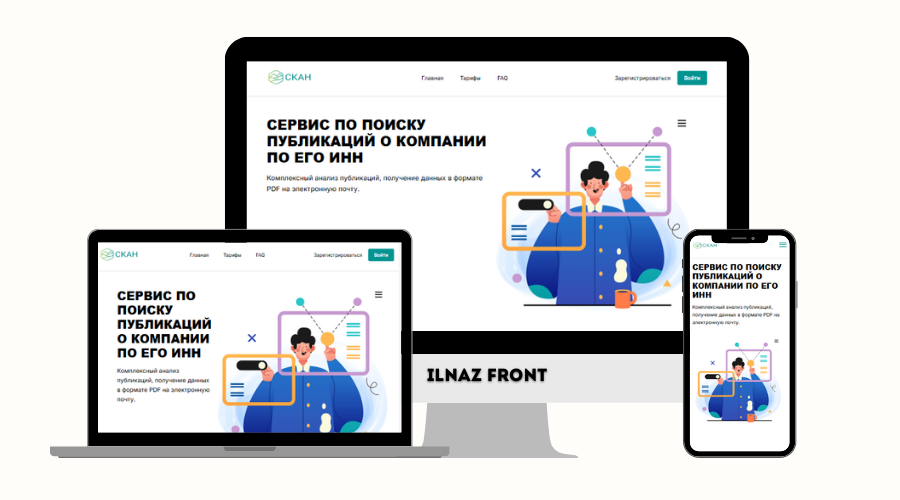 СКАН
Главная Тарифы FAQ
Зарегистрироваться Войти
СЕРВИС ПО ПОИСКУ
ПУБЛИКАЦИЙ О КОМПАНИИ
ПО ЕГО ИНН
Комплексный анализ публикаций, получение данных в формате
PDF на электронную почту.
СКАН
Главная Тарифы FAQ
Зарегистрироваться Войти
СЕРВИС ПО
ПОИСКУ
ПУБЛИКАЦИЙ
О КОМПАНИИ
ПО ЕГО ИНН
Комплексный анализ
публикаций, получение данных
в формате PDF на электронную
почту.
ILNAZ FRONT
СКАН
СЕРВИС ПО ПОИСКУ
ПУБЛИКАЦИЙ О
КОМПАНИИ ПО ЕГО
ИНН
Комплексный анализ публикаций,
получение данных в формате PDF на
электронную почту.